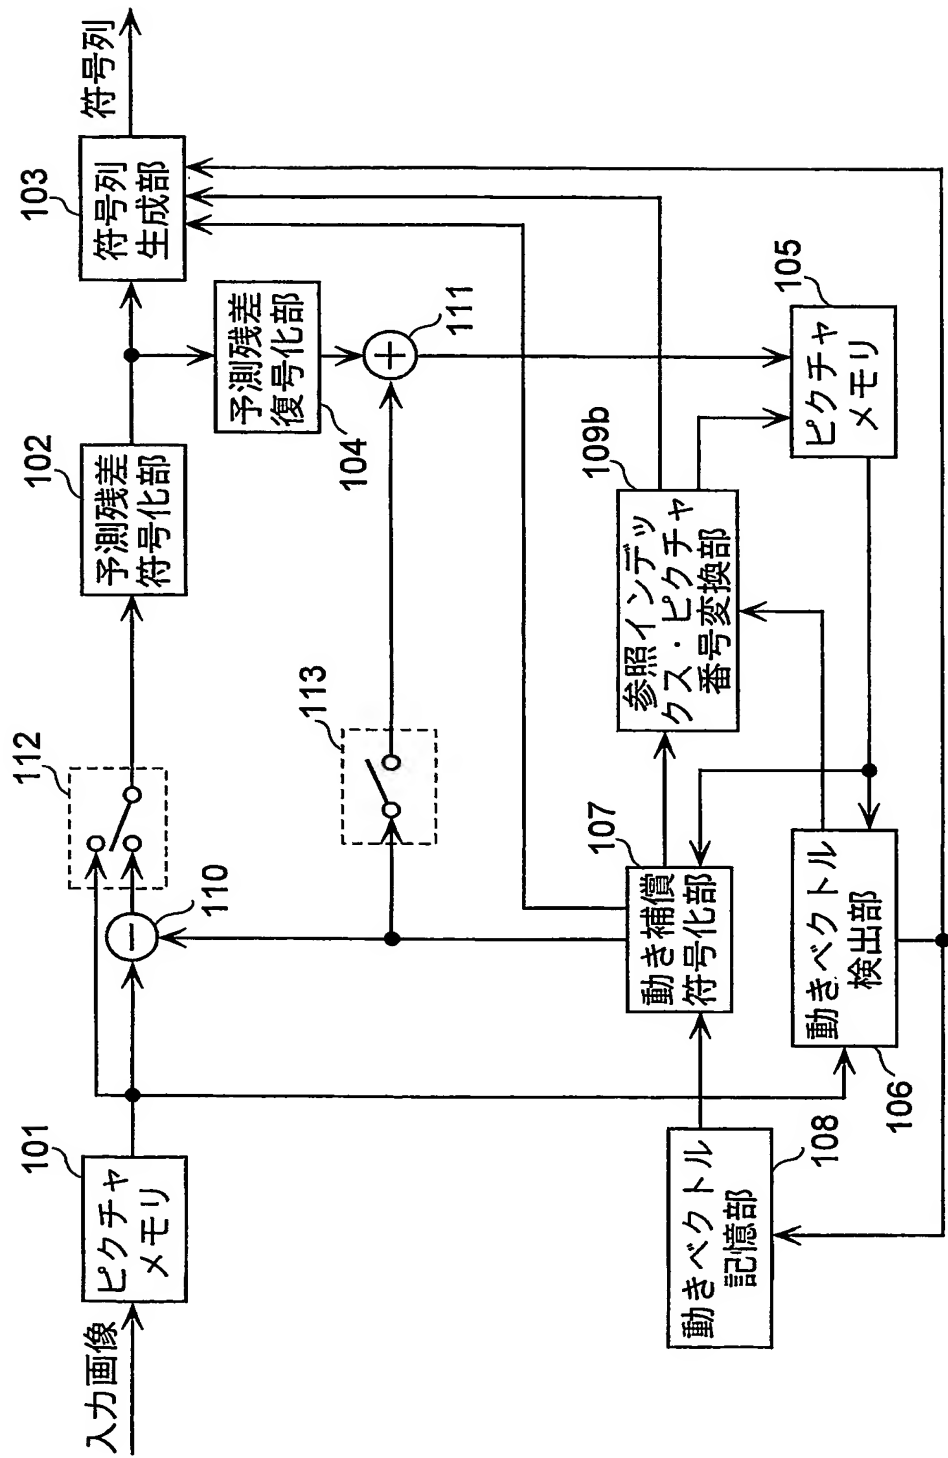 入力画像
101
ピクチャ
メモリ
112
110
102
予測残差
符号化部
103
符号列
生成部
符号列
予測残差
復号化部
104
111
113
107
動き補償
符号化部
109b
参照インデッ
クス・ピクチャ
番号変換部
105
ピクチャ
メモリ
動きベクトル
記憶部
108
動きベクトル
検出部
106